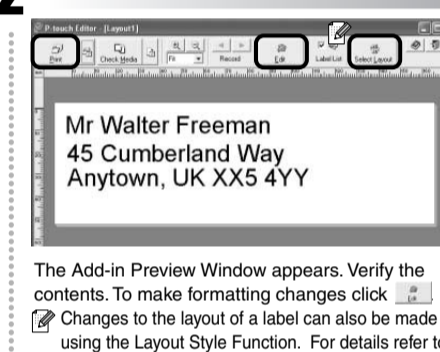 2
P-touch Editor - [Layout1]
Print Check Media Fit Record Edit Label List Select Layout
Mr Walter Freeman
45 Cumberland Way
Anytown, UK XX5 4YY
The Add-in Preview Window appears. Verify the
contents. To make formatting changes click Edit.
Changes to the layout of a label can also be made
using the Layout Style Function. For details refer to